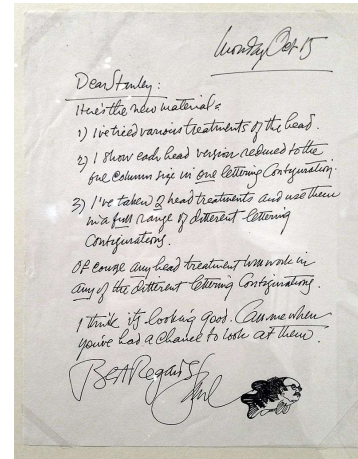 Monday Oct 15
Dear Stanley:
Here's the new material:
1) I've tried various treatments of the head.
2) I show each head version reduced to the
one column size in one lettering configuration.
3) I've taken 2 head treatments and use them
in a full range of different lettering
configurations.
Of course any head treatment will work in
any of the different lettering configurations.
I think its looking good. Call me when
you've had a chance to look at them.
Best Regards